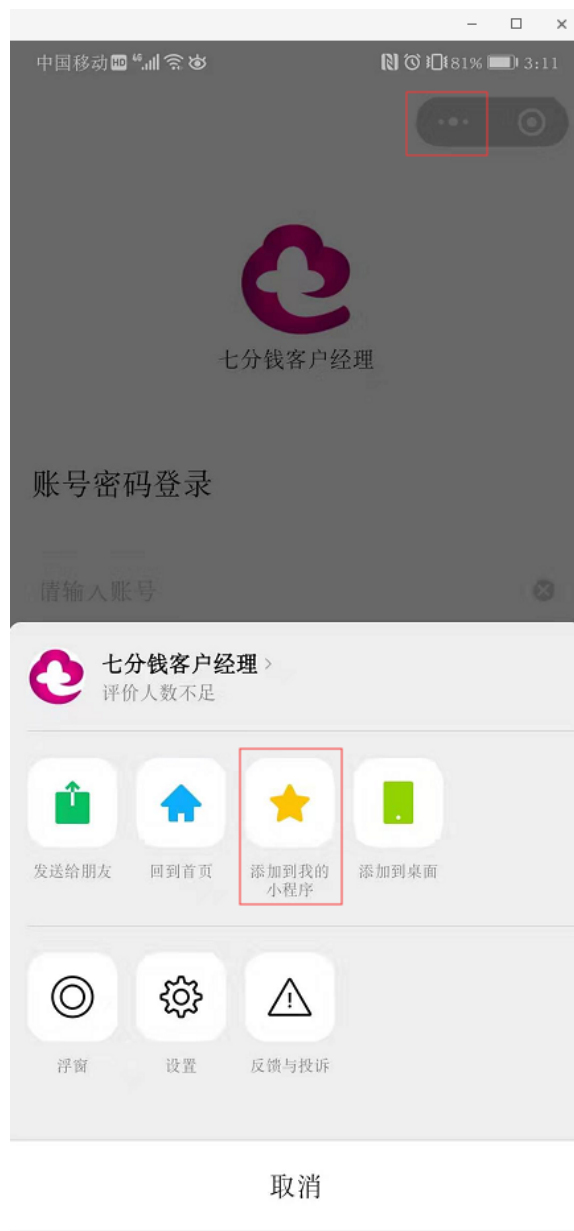 中国移动 HD 46 81% 3:11
七分钱客户经理
账号密码登录
请输入账号
七分钱客户经理 >
评价人数不足
发送给朋友 回到首页 添加到我的 添加到桌面
小程序
浮窗 设置 反馈与投诉
取消